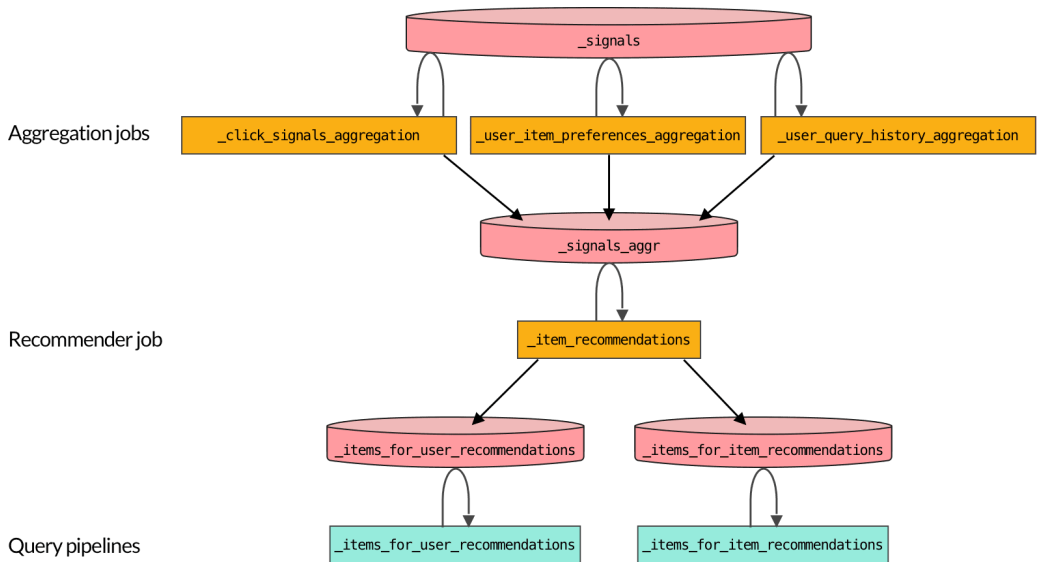 _signals
Aggregation jobs
_click_signals_aggregation
_user_item_preferences_aggregation
_user_query_history_aggregation
_signals_aggr
Recommender job
_item_recommendations
_items_for_user_recommendations
_items_for_item_recommendations
Query pipelines
_items_for_user_recommendations
_items_for_item_recommendations